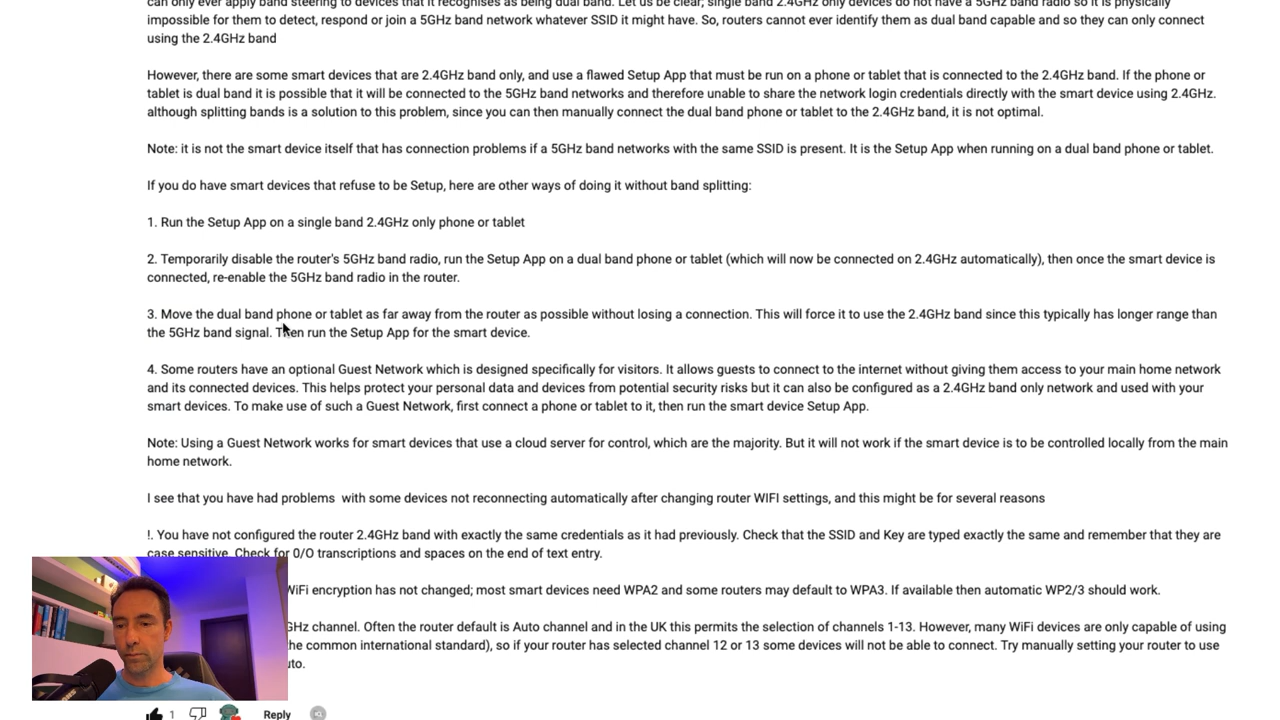 can only ever apply band steering to devices that it recognises as being dual band. Let us be clear; single band 2.4GHz only devices do not have a 5GHz band radio so it is physically
impossible for them to detect, respond or join a 5GHz band network whatever SSID it might have. So, routers cannot ever identify them as dual band capable and so they can only connect
using the 2.4GHz band
However, there are some smart devices that are 2.4GHz band only, and use a flawed Setup App that must be run on a phone or tablet that is connected to the 2.4GHz band. If the phone or
tablet is dual band it is possible that it will be connected to the 5GHz band networks and therefore unable to share the network login credentials directly with the smart device using 2.4GHz.
although splitting bands is a solution to this problem, since you can then manually connect the dual band phone or tablet to the 2.4GHz band, it is not optimal.
Note: it is not the smart device itself that has connection problems if a 5GHz band networks with the same SSID is present. It is the Setup App when running on a dual band phone or tablet.
If you do have smart devices that refuse to be Setup, here are other ways of doing it without band splitting:
1. Run the Setup App on a single band 2.4GHz only phone or tablet
2. Temporarily disable the router's 5GHz band radio, run the Setup App on a dual band phone or tablet (which will now be connected on 2.4GHz automatically), then once the smart device is
connected, re-enable the 5GHz band radio in the router.
3. Move the dual band phone or tablet as far away from the router as possible without losing a connection. This will force it to use the 2.4GHz band since this typically has longer range than
the 5GHz band signal. Then run the Setup App for the smart device.
4. Some routers have an optional Guest Network which is designed specifically for visitors. It allows guests to connect to the internet without giving them access to your main home network
and its connected devices. This helps protect your personal data and devices from potential security risks but it can also be configured as a 2.4GHz band only network and used with your
smart devices. To make use of such a Guest Network, first connect a phone or tablet to it, then run the smart device Setup App.
Note: Using a Guest Network works for smart devices that use a cloud server for control, which are the majority. But it will not work if the smart device is to be controlled locally from the main
home network.
I see that you have had problems  with some devices not reconnecting automatically after changing router WIFI settings, and this might be for several reasons
!. You have not configured the router 2.4GHz band with exactly the same credentials as it had previously. Check that the SSID and Key are typed exactly the same and remember that they are
case sensitive. Check for 0/O transcriptions and spaces on the end of text entry.
WiFi encryption has not changed; most smart devices need WPA2 and some routers may default to WPA3. If available then automatic WP2/3 should work.
GHz channel. Often the router default is Auto channel and in the UK this permits the selection of channels 1-13. However, many WiFi devices are only capable of using
he common international standard), so if your router has selected channel 12 or 13 some devices will not be able to connect. Try manually setting your router to use
uto.
1 Reply